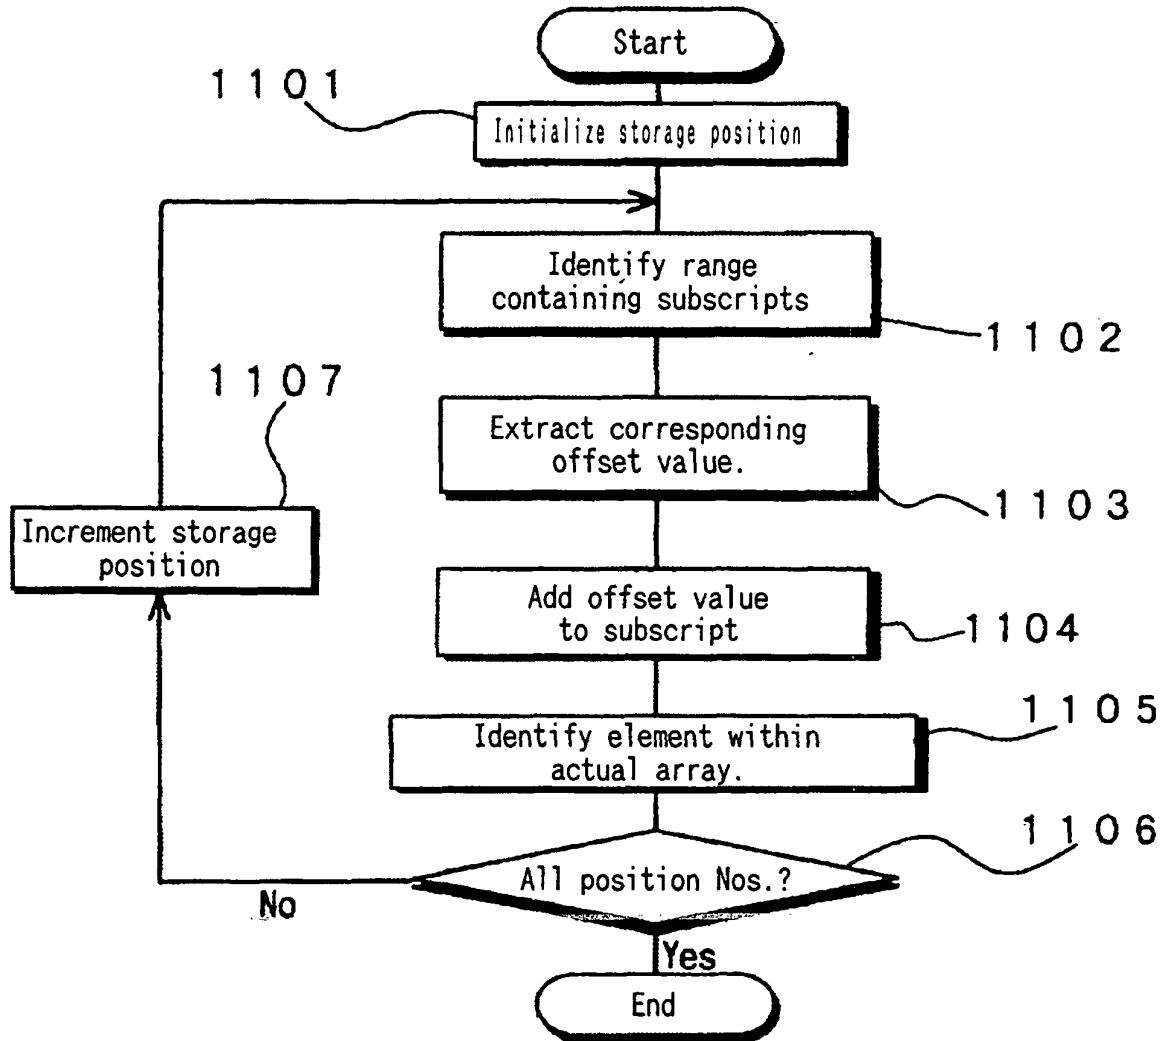 Start
1101
Initialize storage position
Identify range
containing subscripts
1102
1107
Extract corresponding
offset value.
1103
Increment storage
position
Add offset value
to subscript
1104
1105
Identify element within
actual array.
1106
All position Nos.?
No
Yes
End